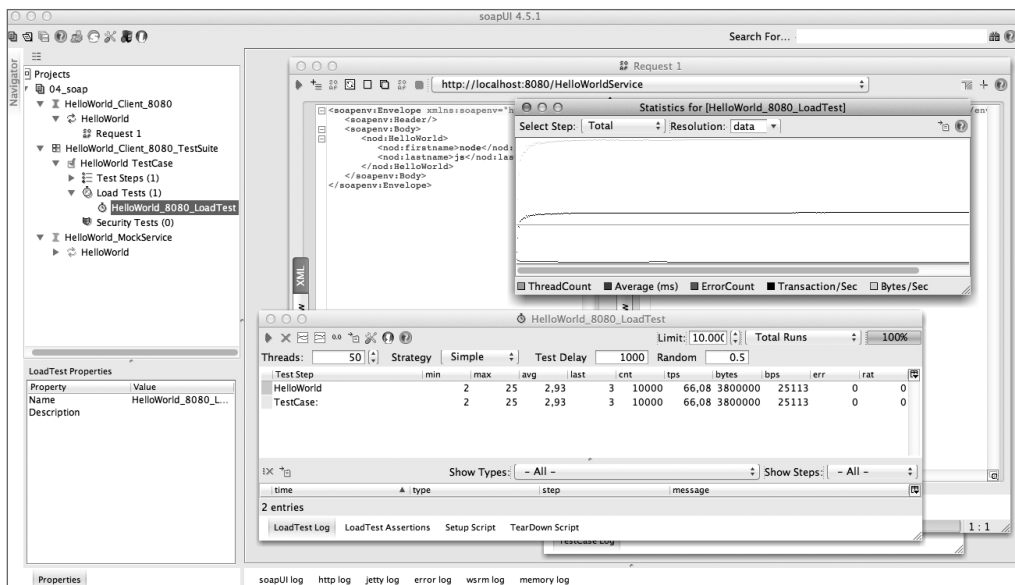 soapUI 4.5.1
Search For...
Navigator
Projects
04_soap
HelloWorld_Client_8080
HelloWorld
Request 1
HelloWorld_Client_8080_TestSuite
HelloWorld TestCase
Test Steps (1)
Load Tests (1)
HelloWorld_8080_LoadTest
Security Tests (0)
HelloWorld_MockService
HelloWorld
LoadTest Properties
Property Value
Name HelloWorld_8080_L...
Description
Properties
Request 1
http://localhost:8080/HelloWorldService
<soapenv:Envelope xmlns:soapenv="h
<soapenv:Header/>
<soapenv:Body>
<nod:HelloWorld>
<nod:firstname>node</nod:
<nod:lastname>js</nod:las
</nod:HelloWorld>
</soapenv:Body>
</soapenv:Envelope>
XML
Statistics for [HelloWorld_8080_LoadTest]
Select Step: Total Resolution: data
ThreadCount Average (ms) ErrorCount Transaction/Sec Bytes/Sec
HelloWorld_8080_LoadTest
0.0 Limit: 10.00( Total Runs 100%
Threads: 50 Strategy Simple Test Delay 1000 Random 0.5
Test Step min max avg last cnt tps bytes bps err rat
HelloWorld 2 25 2,93 3 10000 66,08 3800000 25113 0 0
TestCase: 2 25 2,93 3 10000 66,08 3800000 25113 0 0
Show Types: - All - Show Steps: - All -
time type step message
2 entries
LoadTest Log LoadTest Assertions Setup Script TearDown Script
1 : 1
TestCase Log
soapUI log http log jetty log error log wsrm log memory log